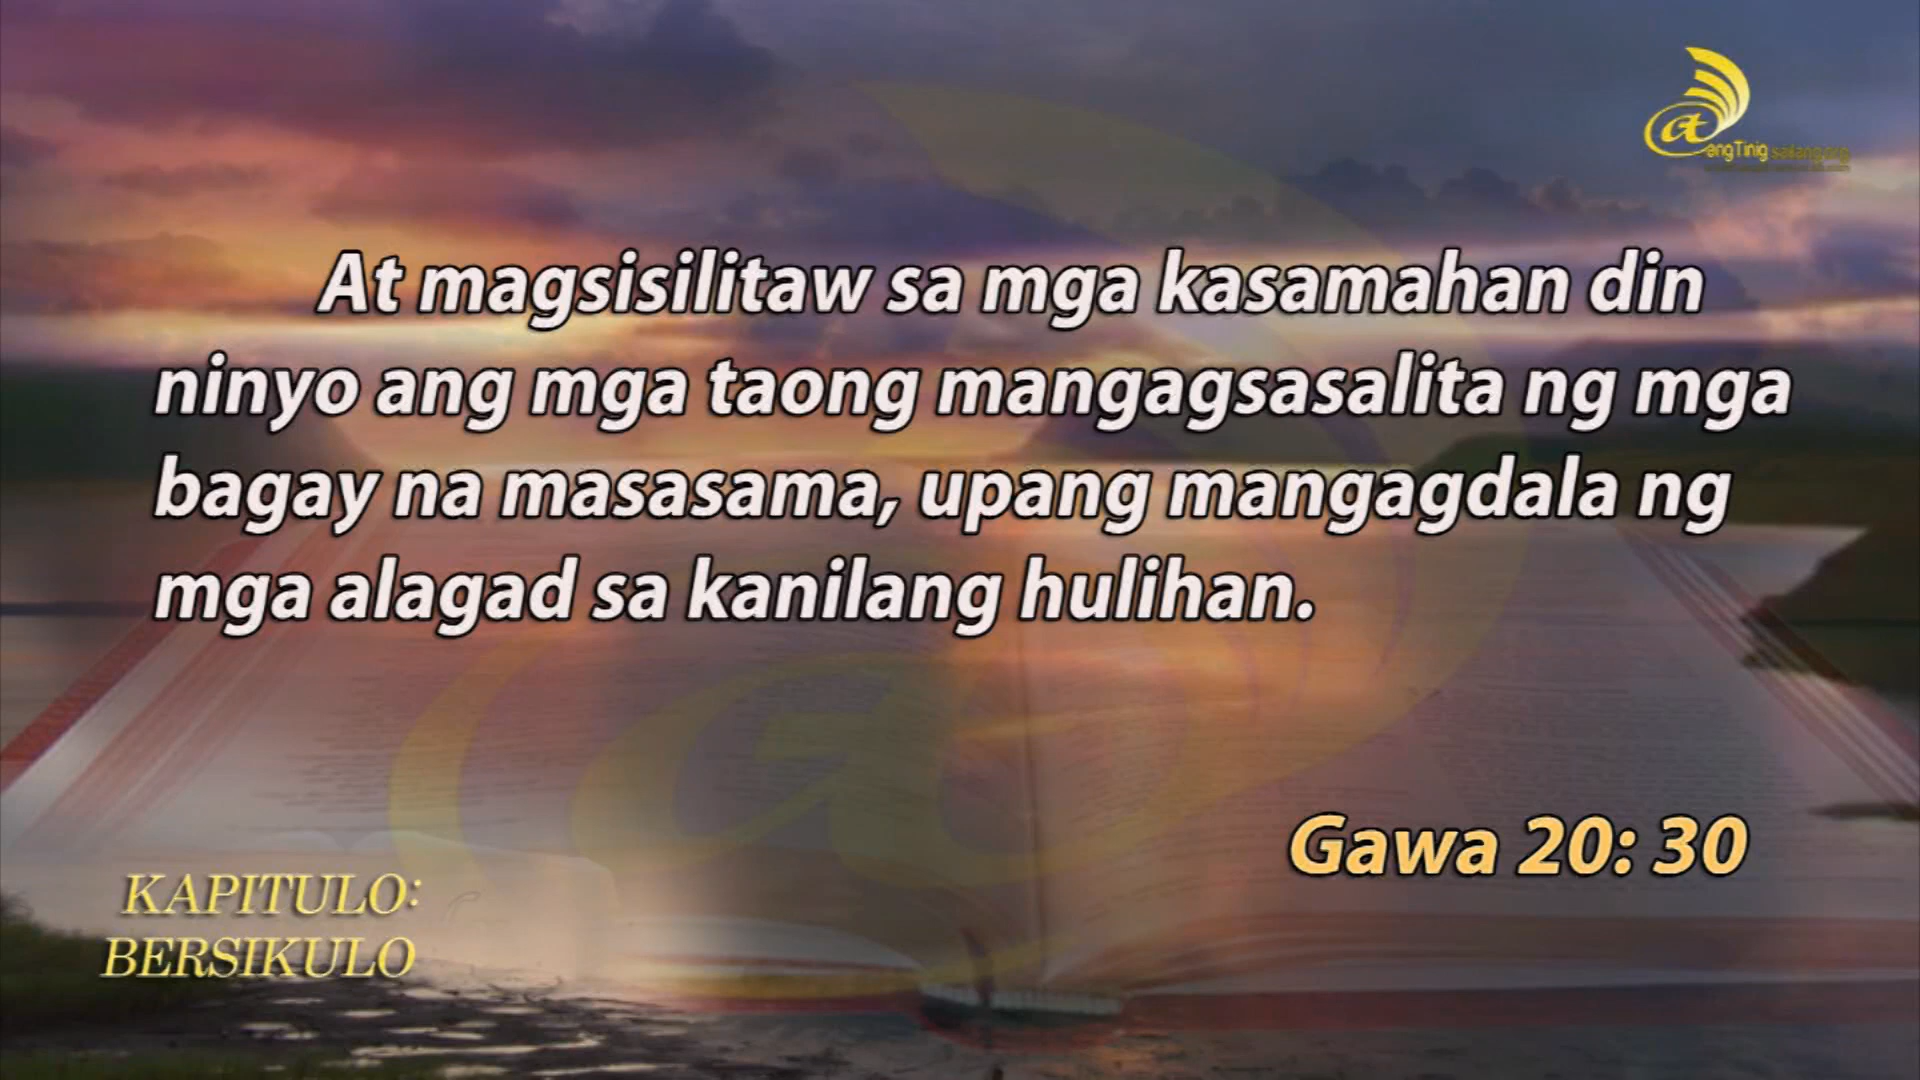 angTinig
At magsisilitaw sa mga kasamahan din
ninyo ang mga taong mangagsasalita ng mga
bagay na masasama, upang mangagdala ng
mga alagad sa kanilang hulihan.
Gawa 20: 30
KAPITULO:
BERSIKULO